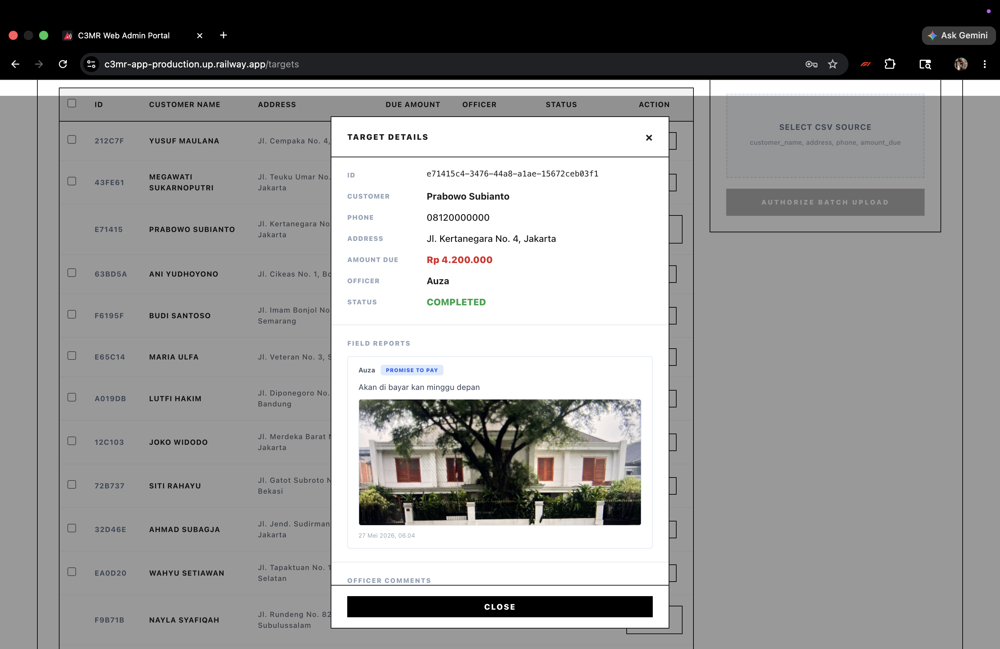 C3MR Web Admin Portal
Ask Gemini
c3mr-app-production.up.railway.app/targets
ID CUSTOMER NAME ADDRESS DUE AMOUNT OFFICER STATUS ACTION
212C7F YUSUF MAULANA Jl. Cempaka No. 4,
43FE61 MEGAWATI SUKARNOPUTRI Jl. Teuku Umar No.
Jakarta
E71415 PRABOWO SUBIANTO Jl. Kertanegara No
Jakarta
63BD5A ANI YUDHOYONO Jl. Cikeas No. 1, Bo
F6195F BUDI SANTOSO Jl. Imam Bonjol No
Semarang
E65C14 MARIA ULFA Jl. Veteran No. 3, S
A019DB LUTFI HAKIM Jl. Diponegoro No.
Bandung
12C103 JOKO WIDODO Jl. Merdeka Barat N
Jakarta
72B737 SITI RAHAYU Jl. Gatot Subroto N
Bekasi
32D46E AHMAD SUBAGJA Jl. Jend. Sudirman
Jakarta
EA0D20 WAHYU SETIAWAN Jl. Tapaktuan No. 1
Selatan
F9B71B NAYLA SYAFIQAH Jl. Rundeng No. 82
Subulussalam
TARGET DETAILS
ID e71415c4-3476-44a8-a1ae-15672ceb03f1
CUSTOMER Prabowo Subianto
PHONE 08120000000
ADDRESS Jl. Kertanegara No. 4, Jakarta
AMOUNT DUE Rp 4.200.000
OFFICER Auza
STATUS COMPLETED
FIELD REPORTS
Auza PROMISE TO PAY
Akan di bayar kan minggu depan
27 Mei 2026, 06.04
OFFICER COMMENTS
CLOSE
SELECT CSV SOURCE
customer_name, address, phone, amount_due
AUTHORIZE BATCH UPLOAD